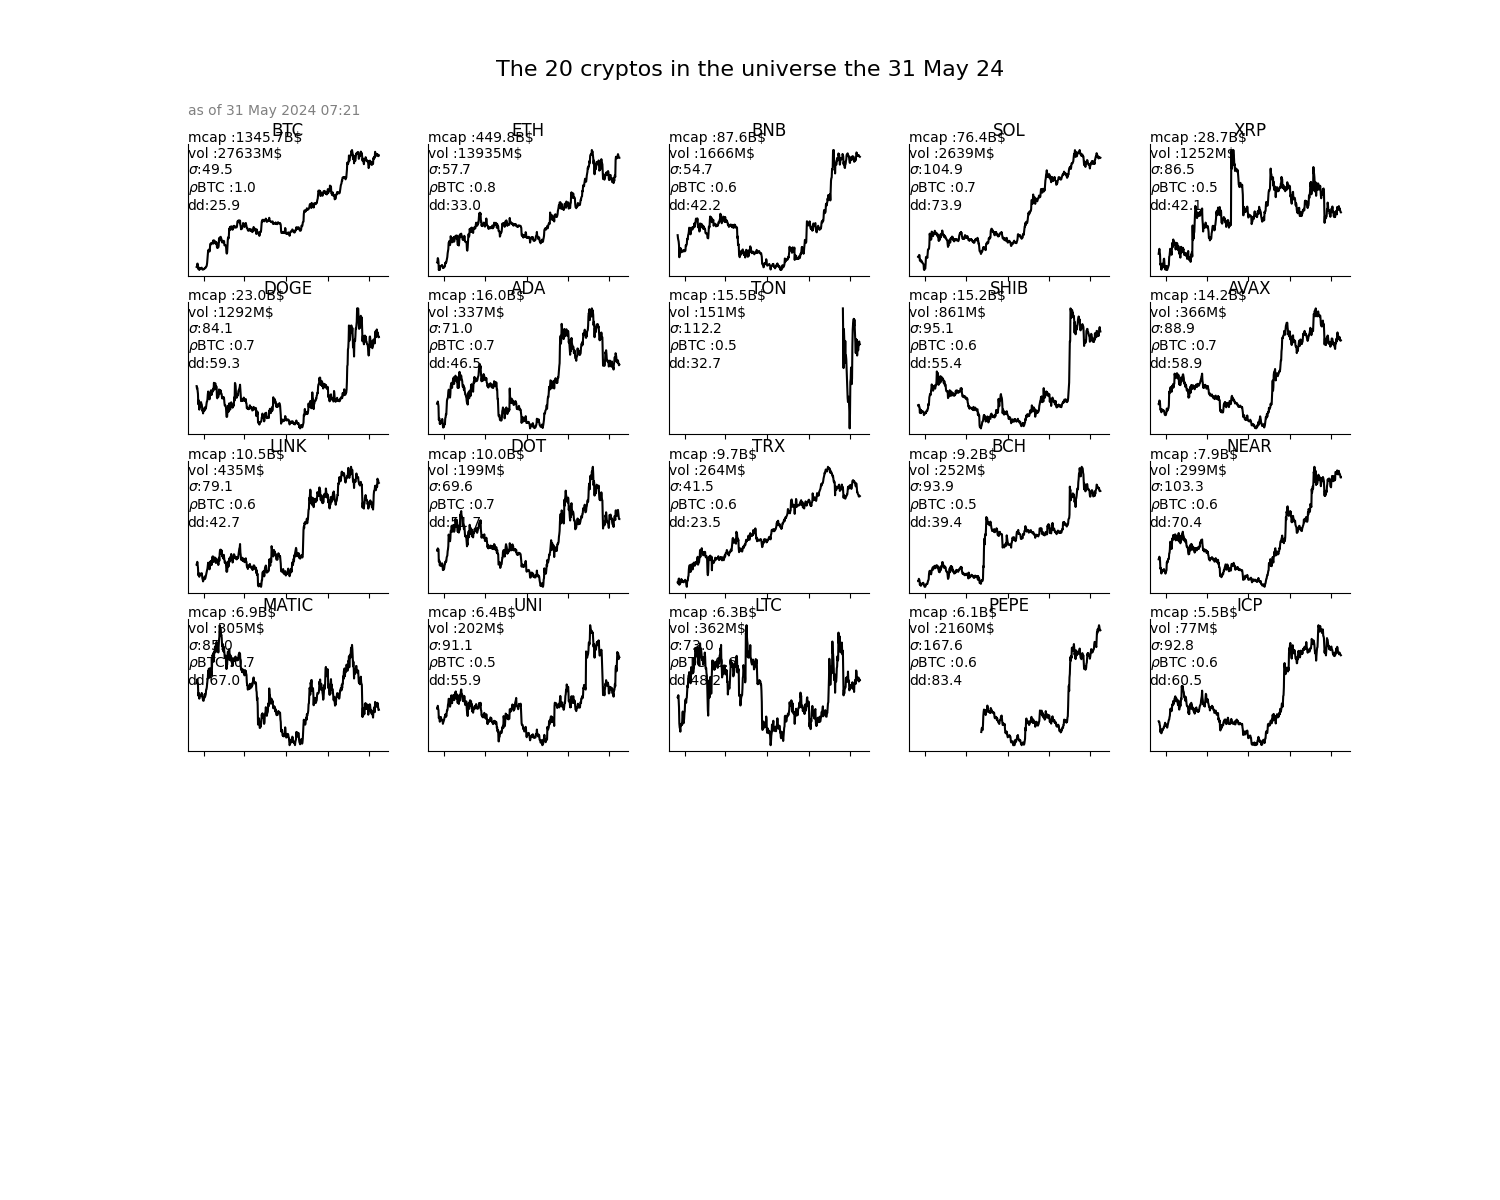 The 20 cryptos in the universe the 31 May 24
as of 31 May 2024 07:21
BTC
mcap :1345.7B$
vol :27633M$
σ:49.5
ρBTC :1.0
dd:25.9
ETH
mcap :449.8B$
vol :13935M$
σ:57.7
ρBTC :0.8
dd:33.0
BNB
mcap :87.6B$
vol :1666M$
σ:54.7
ρBTC :0.6
dd:42.2
SOL
mcap :76.4B$
vol :2639M$
σ:104.9
ρBTC :0.7
dd:73.9
XRP
mcap :28.7B$
vol :1252M$
σ:86.5
ρBTC :0.5
dd:42.1
DOGE
mcap :23.0B$
vol :1292M$
σ:84.1
ρBTC :0.7
dd:59.3
ADA
mcap :16.0B$
vol :337M$
σ:71.0
ρBTC :0.7
dd:46.5
TON
mcap :15.5B$
vol :151M$
σ:112.2
ρBTC :0.5
dd:32.7
SHIB
mcap :15.2B$
vol :861M$
σ:95.1
ρBTC :0.6
dd:55.4
AVAX
mcap :14.2B$
vol :366M$
σ:88.9
ρBTC :0.7
dd:58.9
LINK
mcap :10.5B$
vol :435M$
σ:79.1
ρBTC :0.6
dd:42.7
DOT
mcap :10.0B$
vol :199M$
σ:69.6
ρBTC :0.7
TRX
mcap :9.7B$
vol :264M$
σ:41.5
ρBTC :0.6
dd:23.5
BCH
mcap :9.2B$
vol :252M$
σ:93.9
ρBTC :0.5
dd:39.4
NEAR
mcap :7.9B$
vol :299M$
σ:103.3
ρBTC :0.6
dd:70.4
MATIC
mcap :6.9B$
vol :305M$
ρBTC :0.7
dd:67.0
UNI
mcap :6.4B$
vol :202M$
σ:91.1
ρBTC :0.5
dd:55.9
LTC
mcap :6.3B$
vol :362M$
σ:73.0
ρBTC
dd:48.2
PEPE
mcap :6.1B$
vol :2160M$
σ:167.6
ρBTC :0.6
dd:83.4
ICP
mcap :5.5B$
vol :77M$
σ:92.8
ρBTC :0.6
dd:60.5